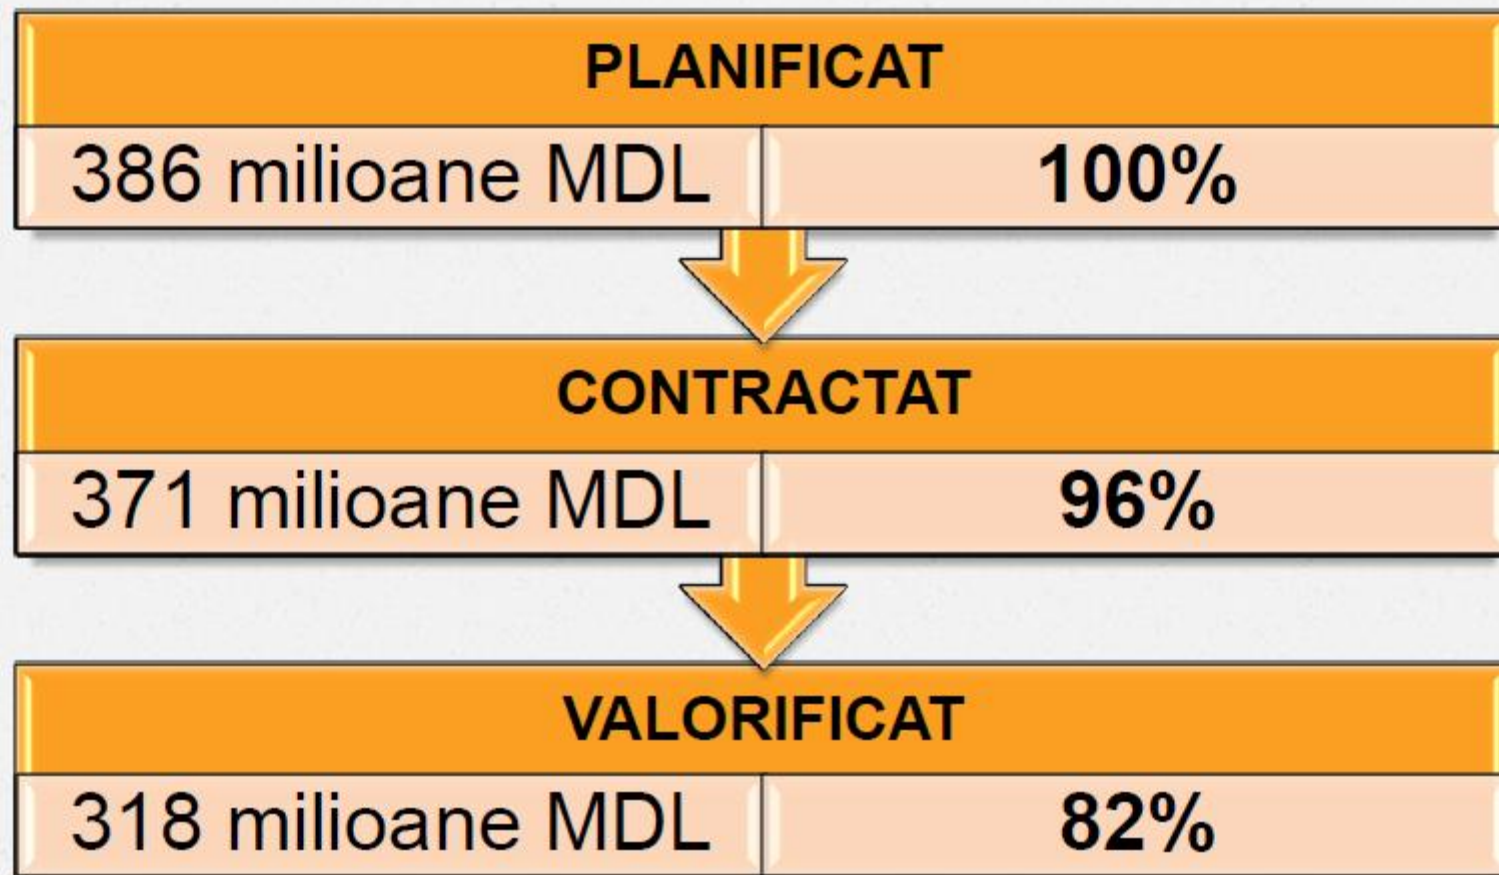 PLANIFICAT
386 milioane MDL 100%
CONTRACTAT
371 milioane MDL 96%
VALORIFICAT
318 milioane MDL 82%